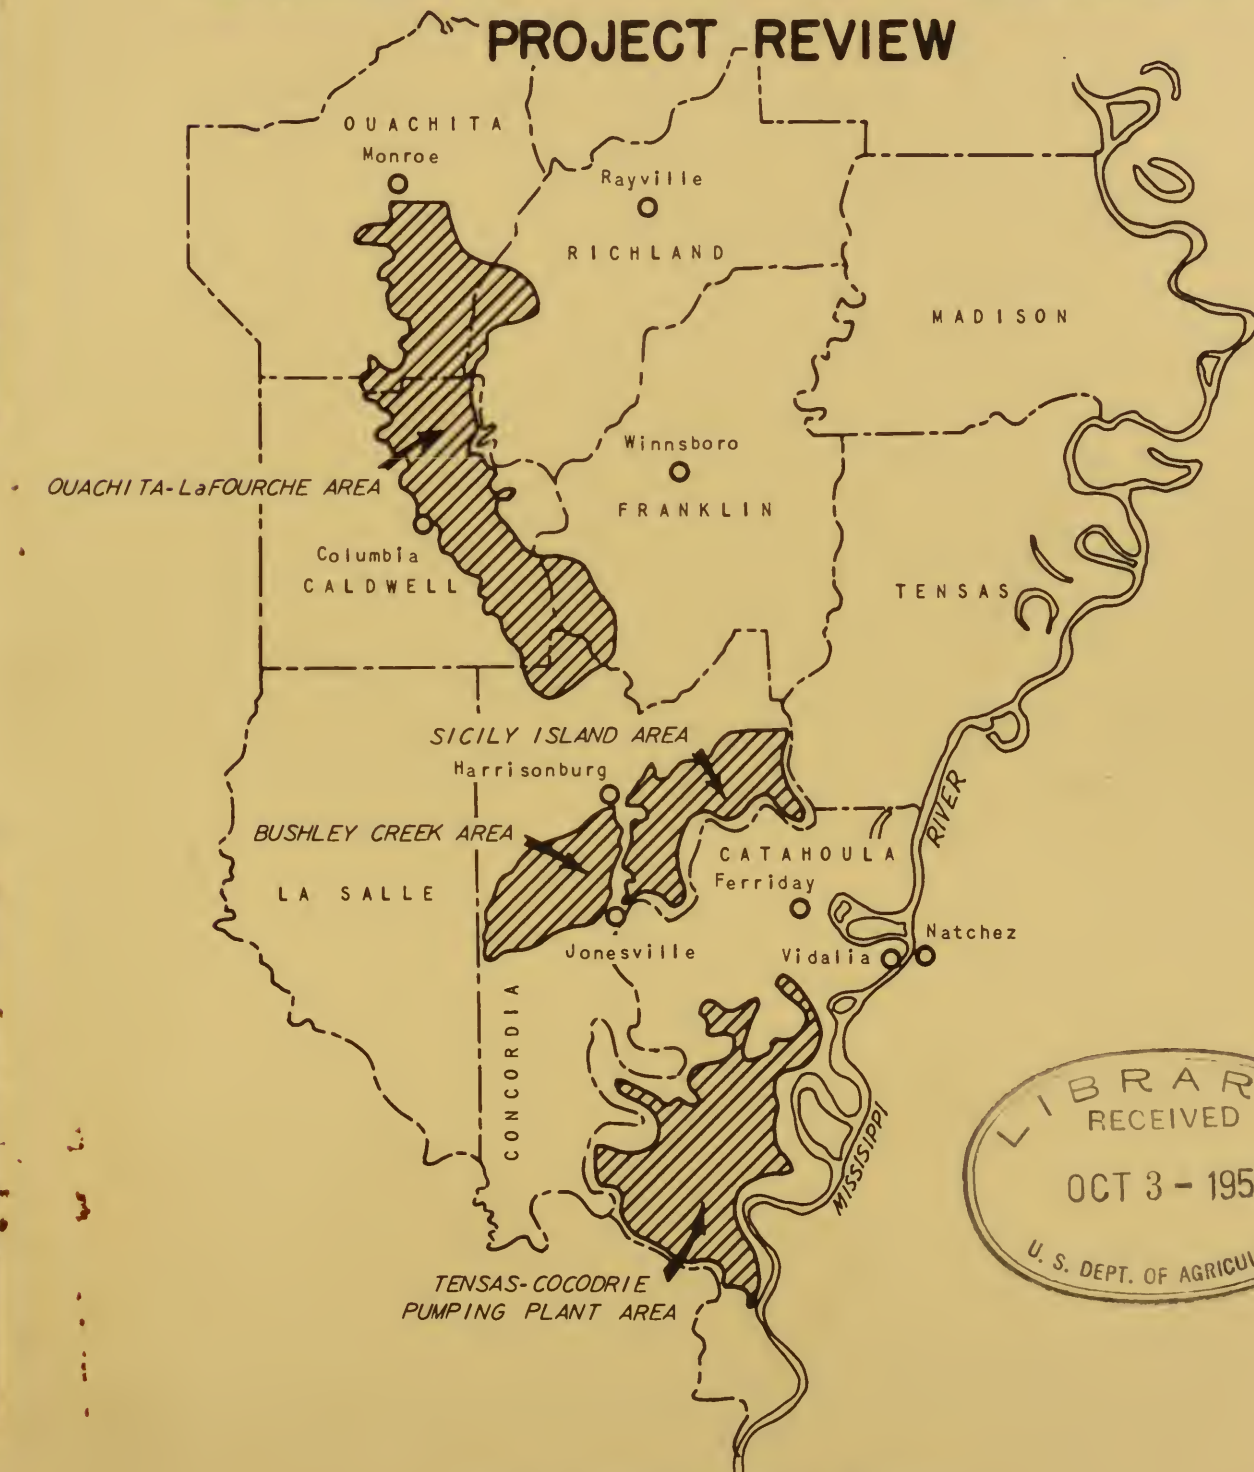 PROJECT REVIEW
OUACHITA
Monroe
Rayville
RICHLAND
MADISON
Winnsboro
OUACHITA-LaFOURCHE AREA
FRANKLIN
Columbia
CALDWELL
TENSAS
SICILY ISLAND AREA
Harrisonburg
RIVER
BUSHLEY CREEK AREA
CATAHOULA
LA SALLE
Ferriday
Natchez
Jonesville
Vidalia
CONCORDIA
MISSISSIPPI
TENSAS-COCODRIE
PUMPING PLANT AREA
LIBRAR
RECEIVED
OCT 3 - 195
U. S. DEPT. OF AGRICUL